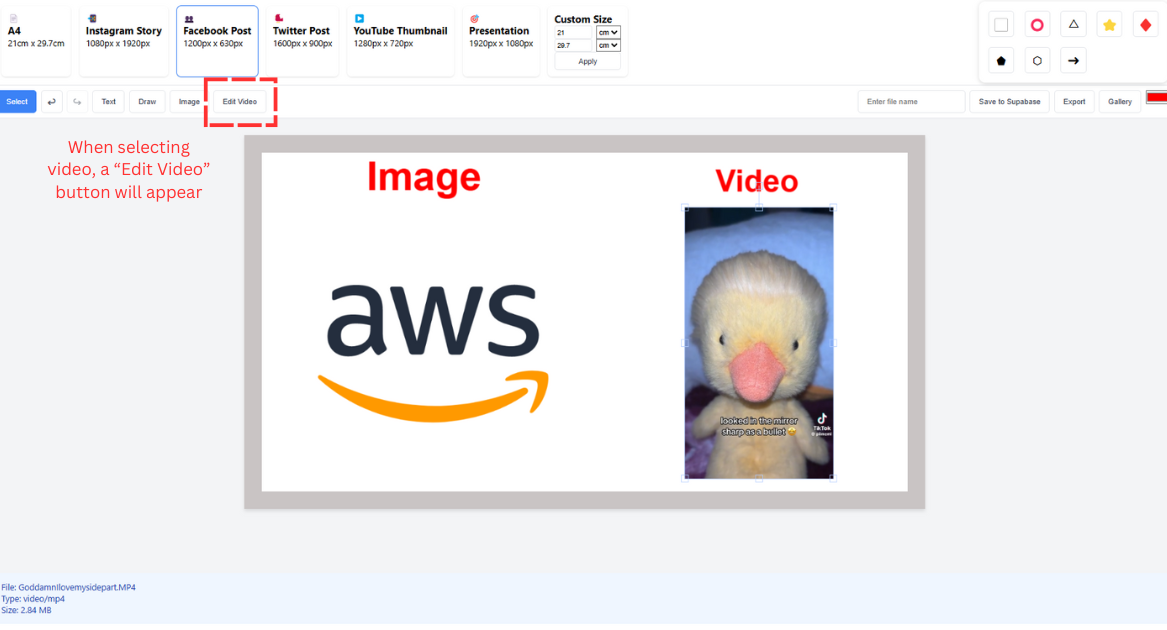 A4
21cm x 29.7cm
Instagram Story
1080px x 1920px
Facebook Post
1200px x 630px
Twitter Post
1600px x 900px
YouTube Thumbnail
1280px x 720px
Presentation
1920px x 1080px
Custom Size
21 cm
29.7 cm
Apply
Select Text Draw Image Edit Video Enter file name Save to Supabase Export Gallery
When selecting
video, a “Edit Video”
button will appear
Image
Video
aws
looked in the mirror
sharp as a bullet
TikTok
File: GoddamnIlovemysidepart.MP4
Type: video/mp4
Size: 2.84 MB